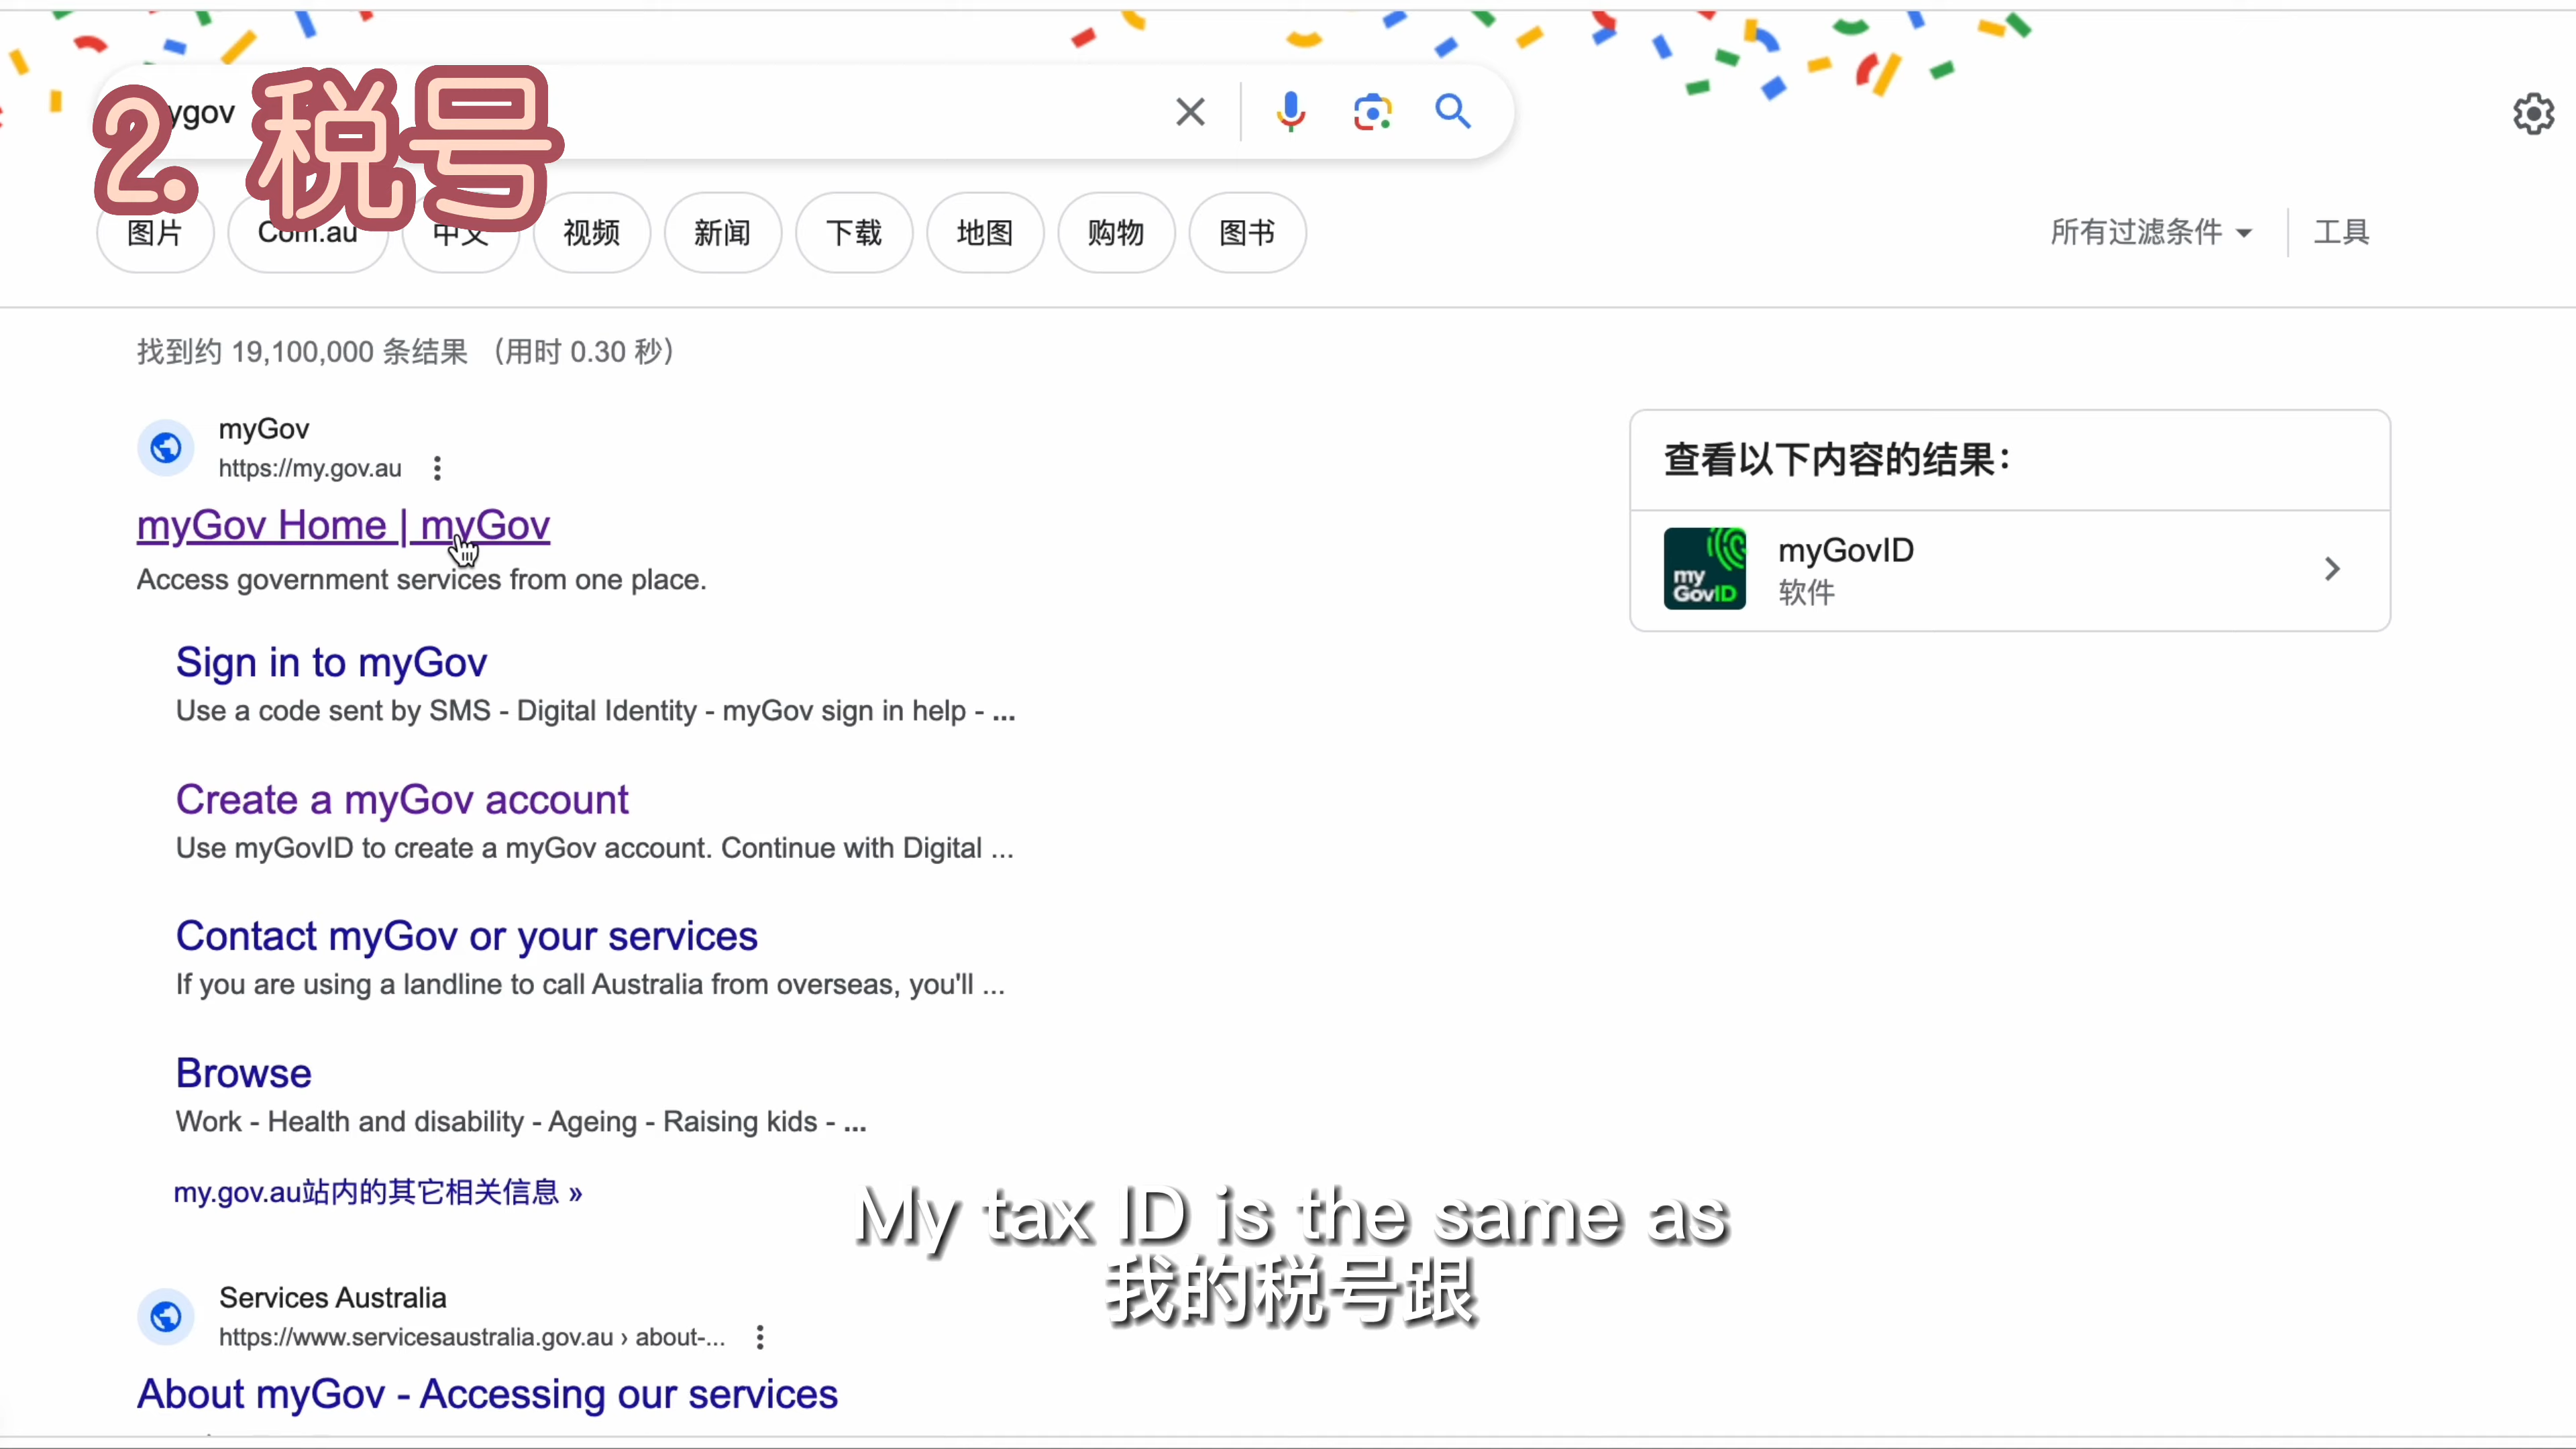 2. 税号
ygov
图片
Com.au
中文
视频
新闻
下载
地图
购物
图书
所有过滤条件
工具
找到约 19,100,000 条结果 （用时 0.30 秒）
myGov
https://my.gov.au
myGov Home | myGov
Access government services from one place.
Sign in to myGov
Use a code sent by SMS - Digital Identity - myGov sign in help - ...
Create a myGov account
Use myGovID to create a myGov account. Continue with Digital ...
Contact myGov or your services
If you are using a landline to call Australia from overseas, you'll ...
Browse
Work - Health and disability - Ageing - Raising kids - ...
my.gov.au站内的其它相关信息 »
Services Australia
https://www.servicesaustralia.gov.au › about-...
About myGov - Accessing our services
查看以下内容的结果：
my
GovID
myGovID
软件
My tax ID is the same as
我的税号跟